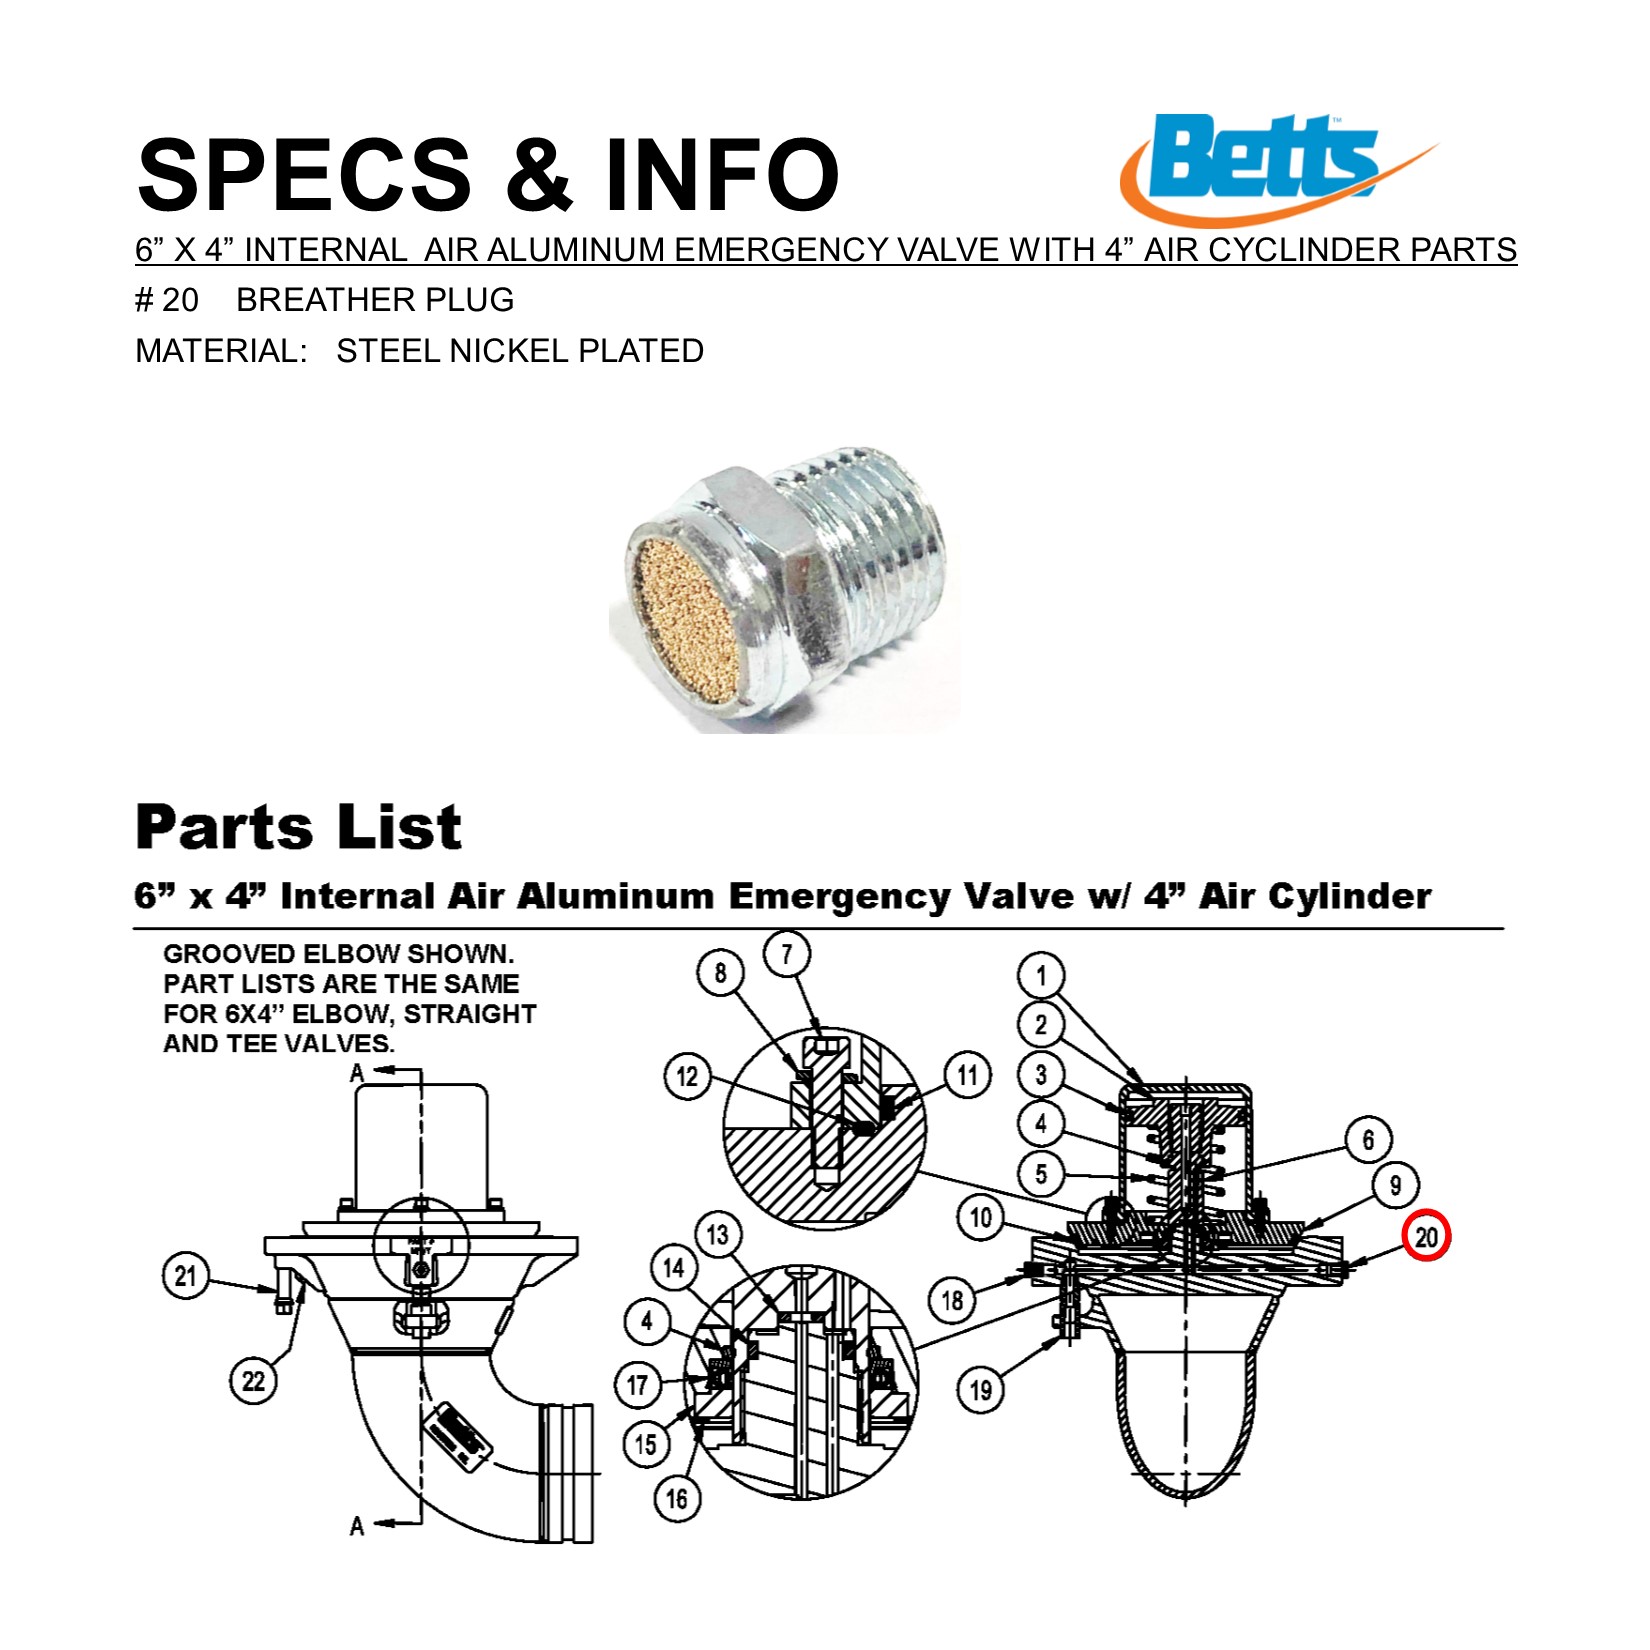 SPECS & INFO
Betts™
6” X 4” INTERNAL AIR ALUMINUM EMERGENCY VALVE WITH 4” AIR CYCLINDER PARTS
# 20 BREATHER PLUG
MATERIAL: STEEL NICKEL PLATED
Parts List
6” x 4” Internal Air Aluminum Emergency Valve w/ 4” Air Cylinder
GROOVED ELBOW SHOWN.
PART LISTS ARE THE SAME
FOR 6X4” ELBOW, STRAIGHT
AND TEE VALVES.
A
21
22
A
7
8
12
11
13
14
4
17
15
16
1
2
3
4
5
6
9
10
20
18
19